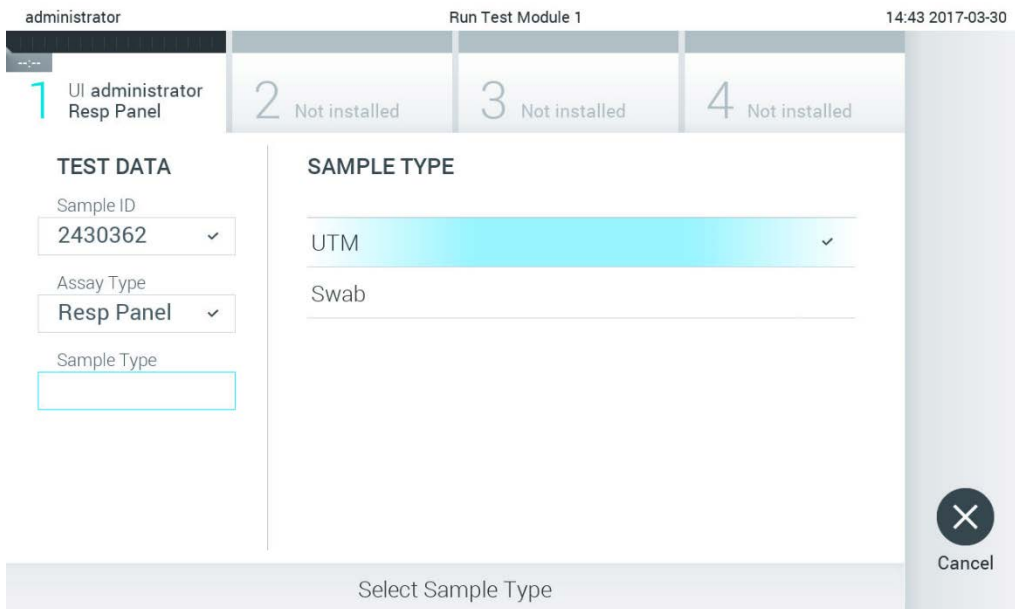 administrator Run Test Module 1 14:43 2017-03-30
--:--
1 UI administrator
Resp Panel
2 Not installed
3 Not installed
4 Not installed
TEST DATA
Sample ID
2430362
Assay Type
Resp Panel
Sample Type
SAMPLE TYPE
UTM
Swab
Cancel
Select Sample Type